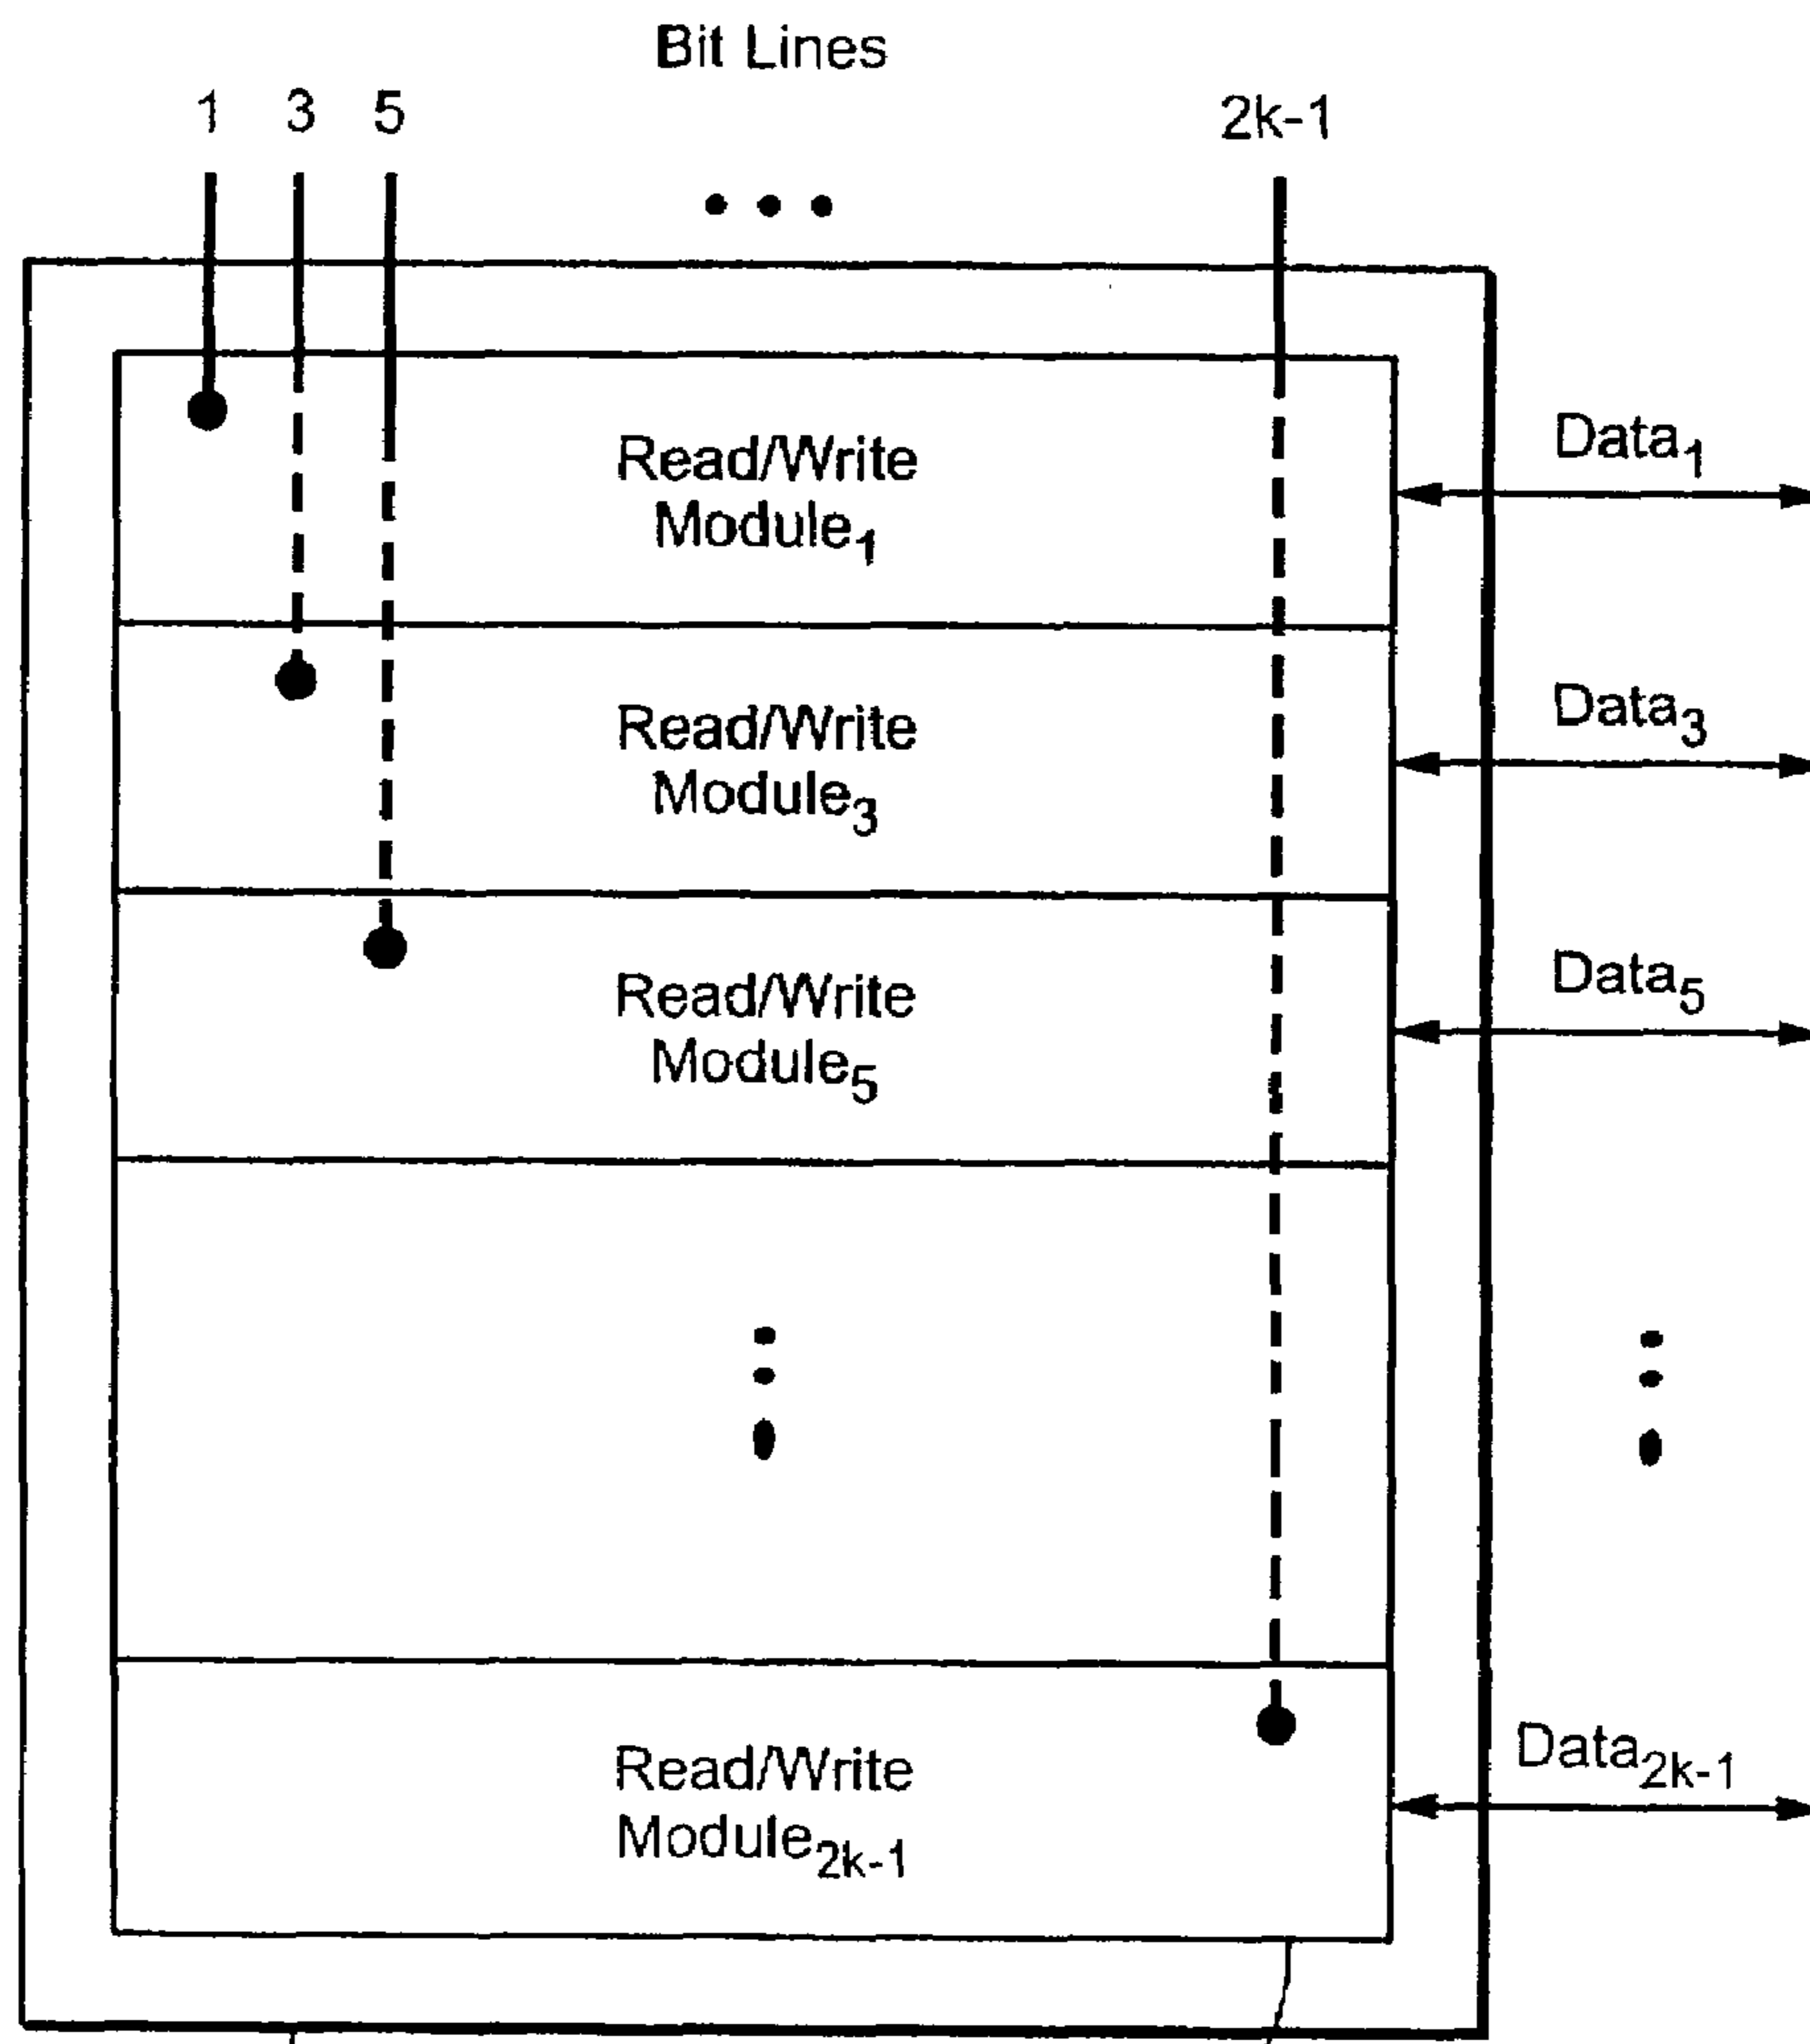 Bit Lines
1 3 5 2k-1
Read/Write
Module₁
Data₁
Read/Write
Module₃
Data₃
Read/Write
Module₅
Data₅
Read/Write
Module₂ₖ₋₁
Data₂ₖ₋₁